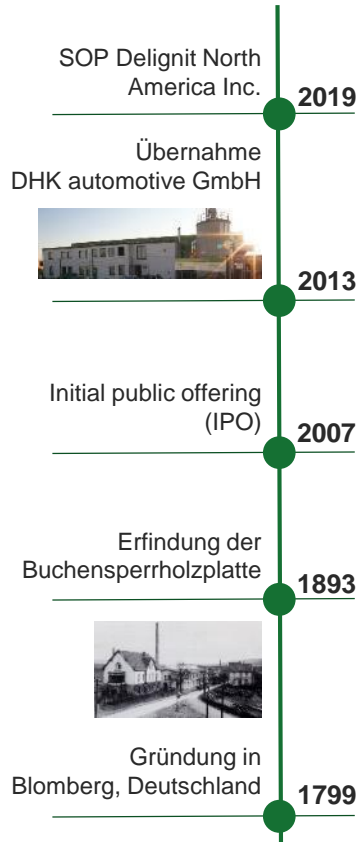 SOP Delignit North
America Inc.
2019
Übernahme
DHK automotive GmbH
2013
Initial public offering
(IPO)
2007
Erfindung der
Buchensperrholzplatte
1893
Gründung in
Blomberg, Deutschland
1799